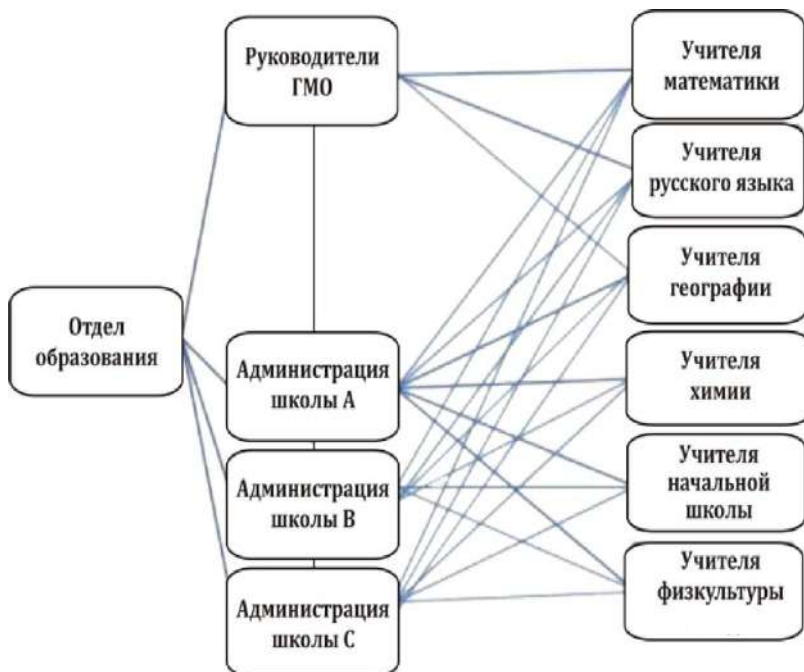 Руководители
ГМО
Отдел
образования
Администрация
школы А
Администрация
школы В
Администрация
школы С
Учителя
математики
Учителя
русского языка
Учителя
географии
Учителя
химии
Учителя
начальной
школы
Учителя
физкультуры